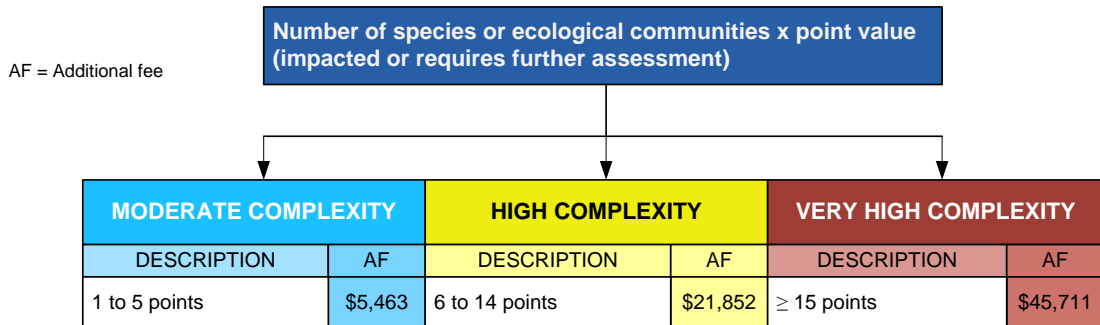 Number of species or ecological communities x point value
(impacted or requires further assessment)
AF = Additional fee
MODERATE COMPLEXITY HIGH COMPLEXITY VERY HIGH COMPLEXITY
DESCRIPTION AF DESCRIPTION AF DESCRIPTION AF
1 to 5 points $5,463 6 to 14 points $21,852 ≥ 15 points $45,711